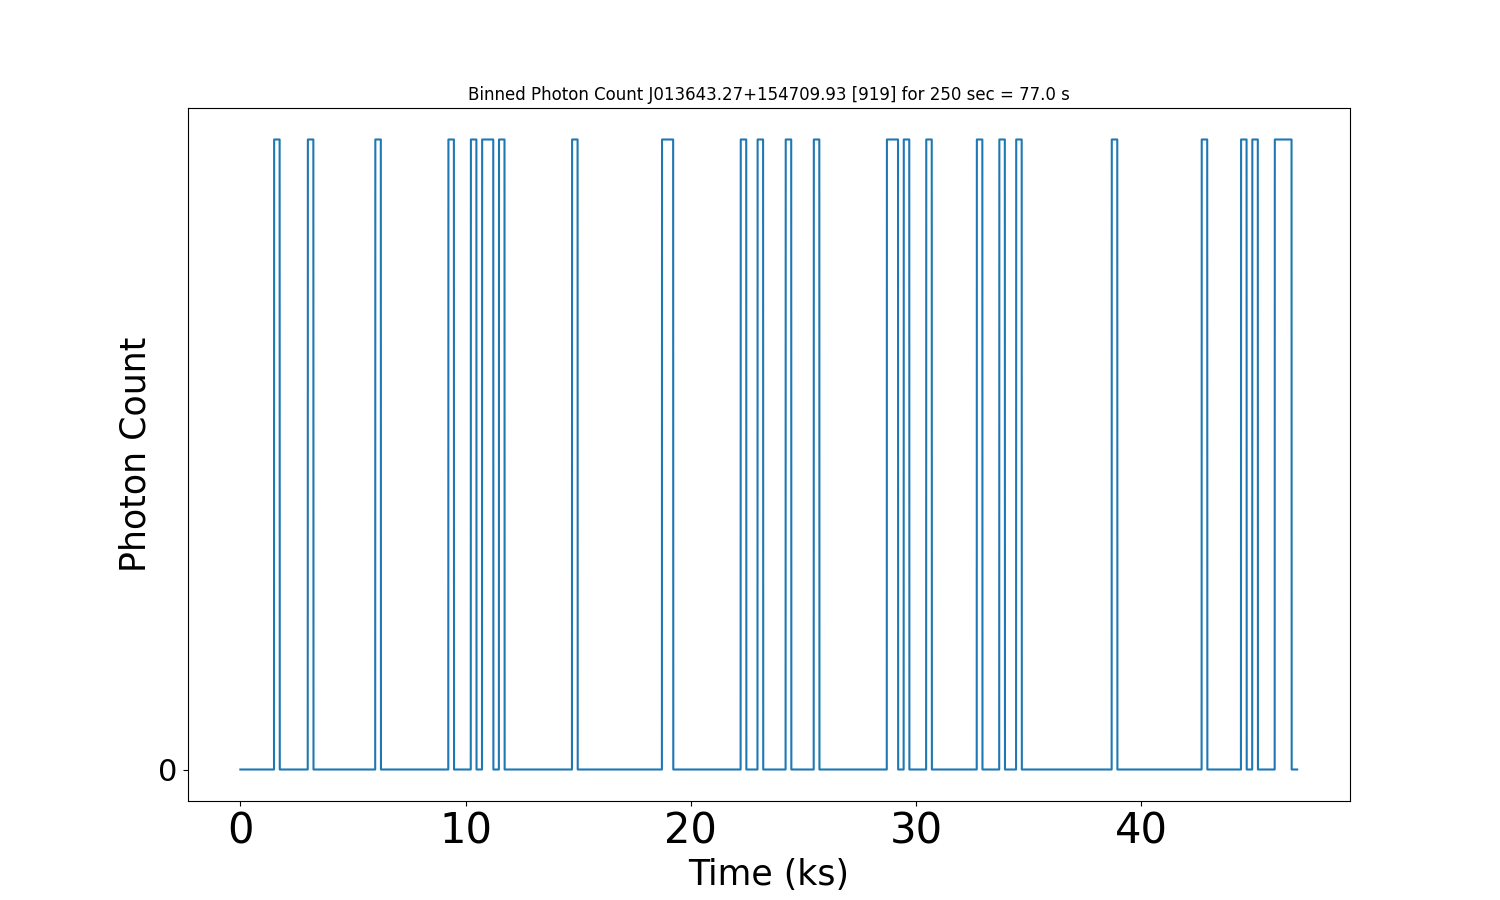 Binned Photon Count J013643.27+154709.93 [919] for 250 sec = 77.0 s
Photon Count
0
0 10 20 30 40
Time (ks)